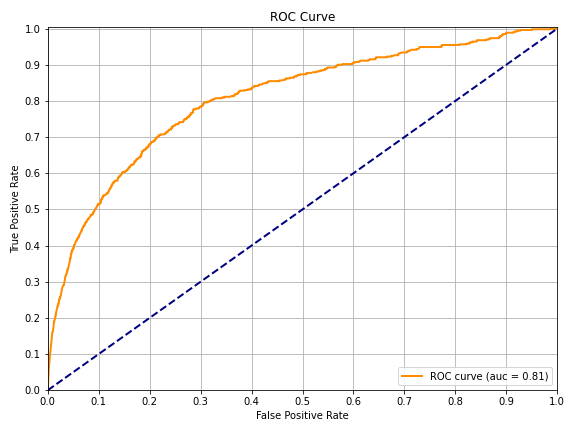 ROC Curve
1.0
0.9
0.8
0.7
0.6
0.5
0.4
0.3
0.2
0.1
0.0
True Positive Rate
ROC curve (auc = 0.81)
0.0 0.1 0.2 0.3 0.4 0.5 0.6 0.7 0.8 0.9 1.0
False Positive Rate